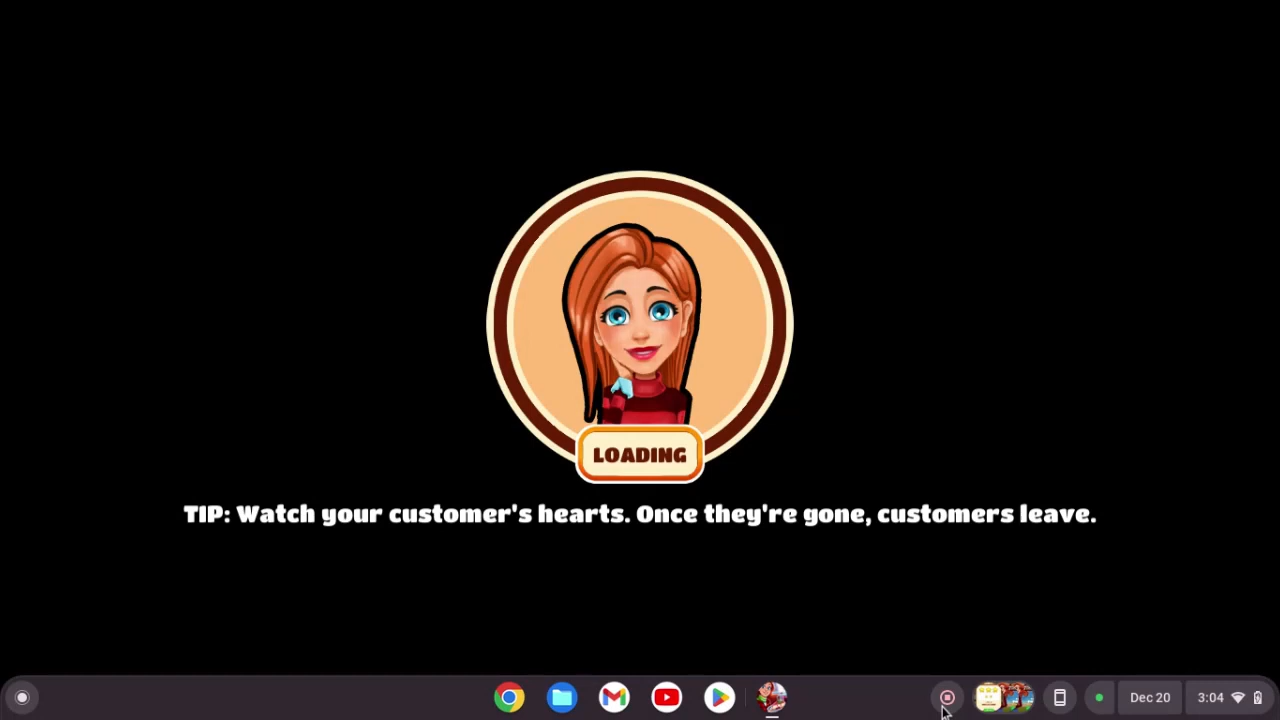 LOADING
TIP: Watch your customer's hearts. Once they're gone, customers leave.
Dec 20
3:04